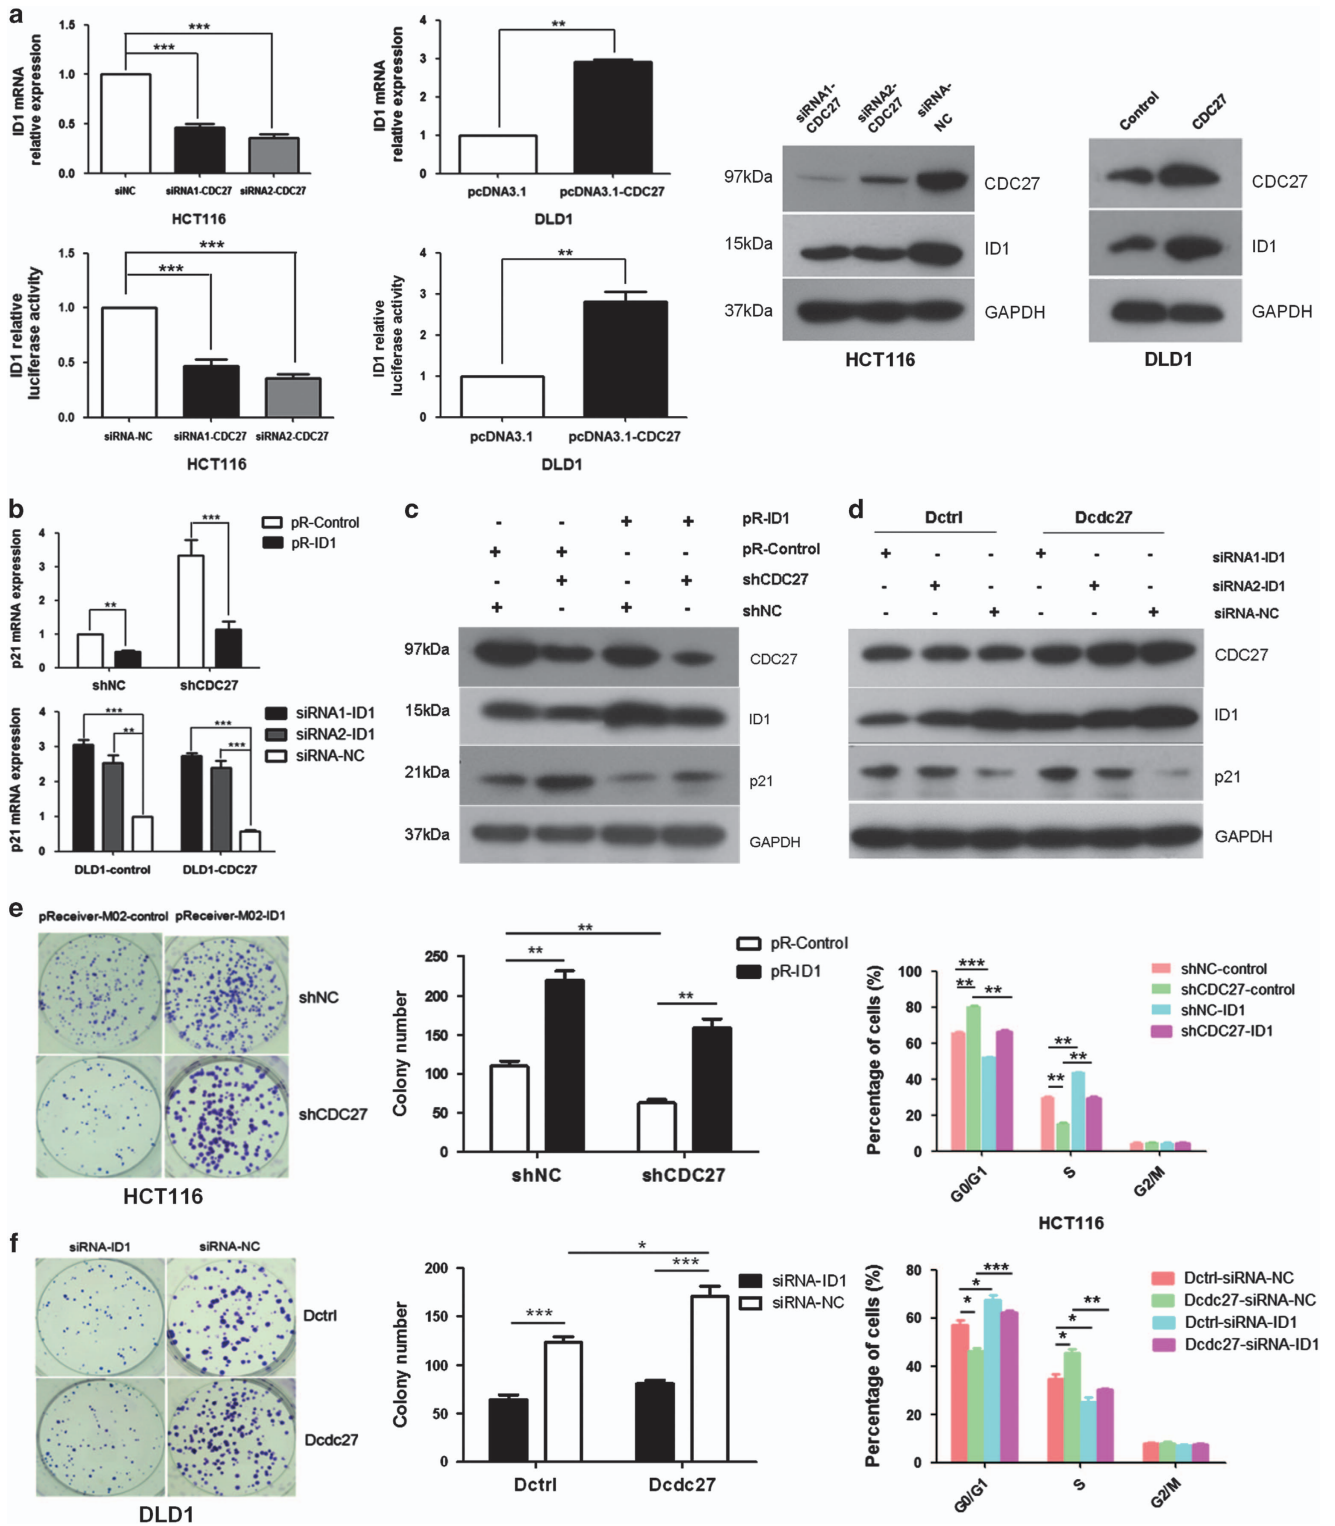 a
ID1 mRNA
relative expression
1.5
1.0
0.5
0.0
***
***
siNC
siRNA1-CDC27
siRNA2-CDC27
HCT116
ID1 mRNA
relative expression
4
3
2
1
0
**
pcDNA3.1
pcDNA3.1-CDC27
DLD1
ID1 relative
luciferase activity
1.5
1.0
0.5
0.0
***
***
siRNA-NC
siRNA1-CDC27
siRNA2-CDC27
HCT116
ID1 relative
luciferase activity
4
3
2
1
0
**
pcDNA3.1
pcDNA3.1-CDC27
DLD1
siRNA1-
CDC27
siRNA2-
CDC27
siRNA-
NC
97kDa
CDC27
15kDa
ID1
37kDa
GAPDH
HCT116
Control
CDC27
CDC27
ID1
GAPDH
DLD1
b
p21 mRNA expression
4
3
2
1
0
**
***
pR-Control
pR-ID1
shNC
shCDC27
p21 mRNA expression
4
3
2
1
0
***
**
***
***
siRNA1-ID1
siRNA2-ID1
siRNA-NC
DLD1-control
DLD1-CDC27
c
- - + + pR-ID1
+ + - - pR-Control
- + - + shCDC27
+ - + - shNC
97kDa
CDC27
15kDa
ID1
21kDa
p21
37kDa
GAPDH
d
Dctrl
Dcdc27
+ - - + - - siRNA1-ID1
- + - - + - siRNA2-ID1
- - + - - + siRNA-NC
CDC27
ID1
p21
GAPDH
e
pReceiver-M02-control
pReceiver-M02-ID1
shNC
shCDC27
HCT116
Colony number
250
200
150
100
50
0
**
**
**
pR-Control
pR-ID1
shNC
shCDC27
Percentage of cells (%)
100
80
60
40
20
0
***
**
**
**
**
**
shNC-control
shCDC27-control
shNC-ID1
shCDC27-ID1
G0/G1
S
G2/M
HCT116
f
siRNA-ID1
siRNA-NC
Dctrl
Dcdc27
DLD1
Colony number
200
150
100
50
0
*
***
***
siRNA-ID1
siRNA-NC
Dctrl
Dcdc27
Percentage of cells (%)
80
60
40
20
0
***
*
*
**
*
*
Dctrl-siRNA-NC
Dcdc27-siRNA-NC
Dctrl-siRNA-ID1
Dcdc27-siRNA-ID1
G0/G1
S
G2/M